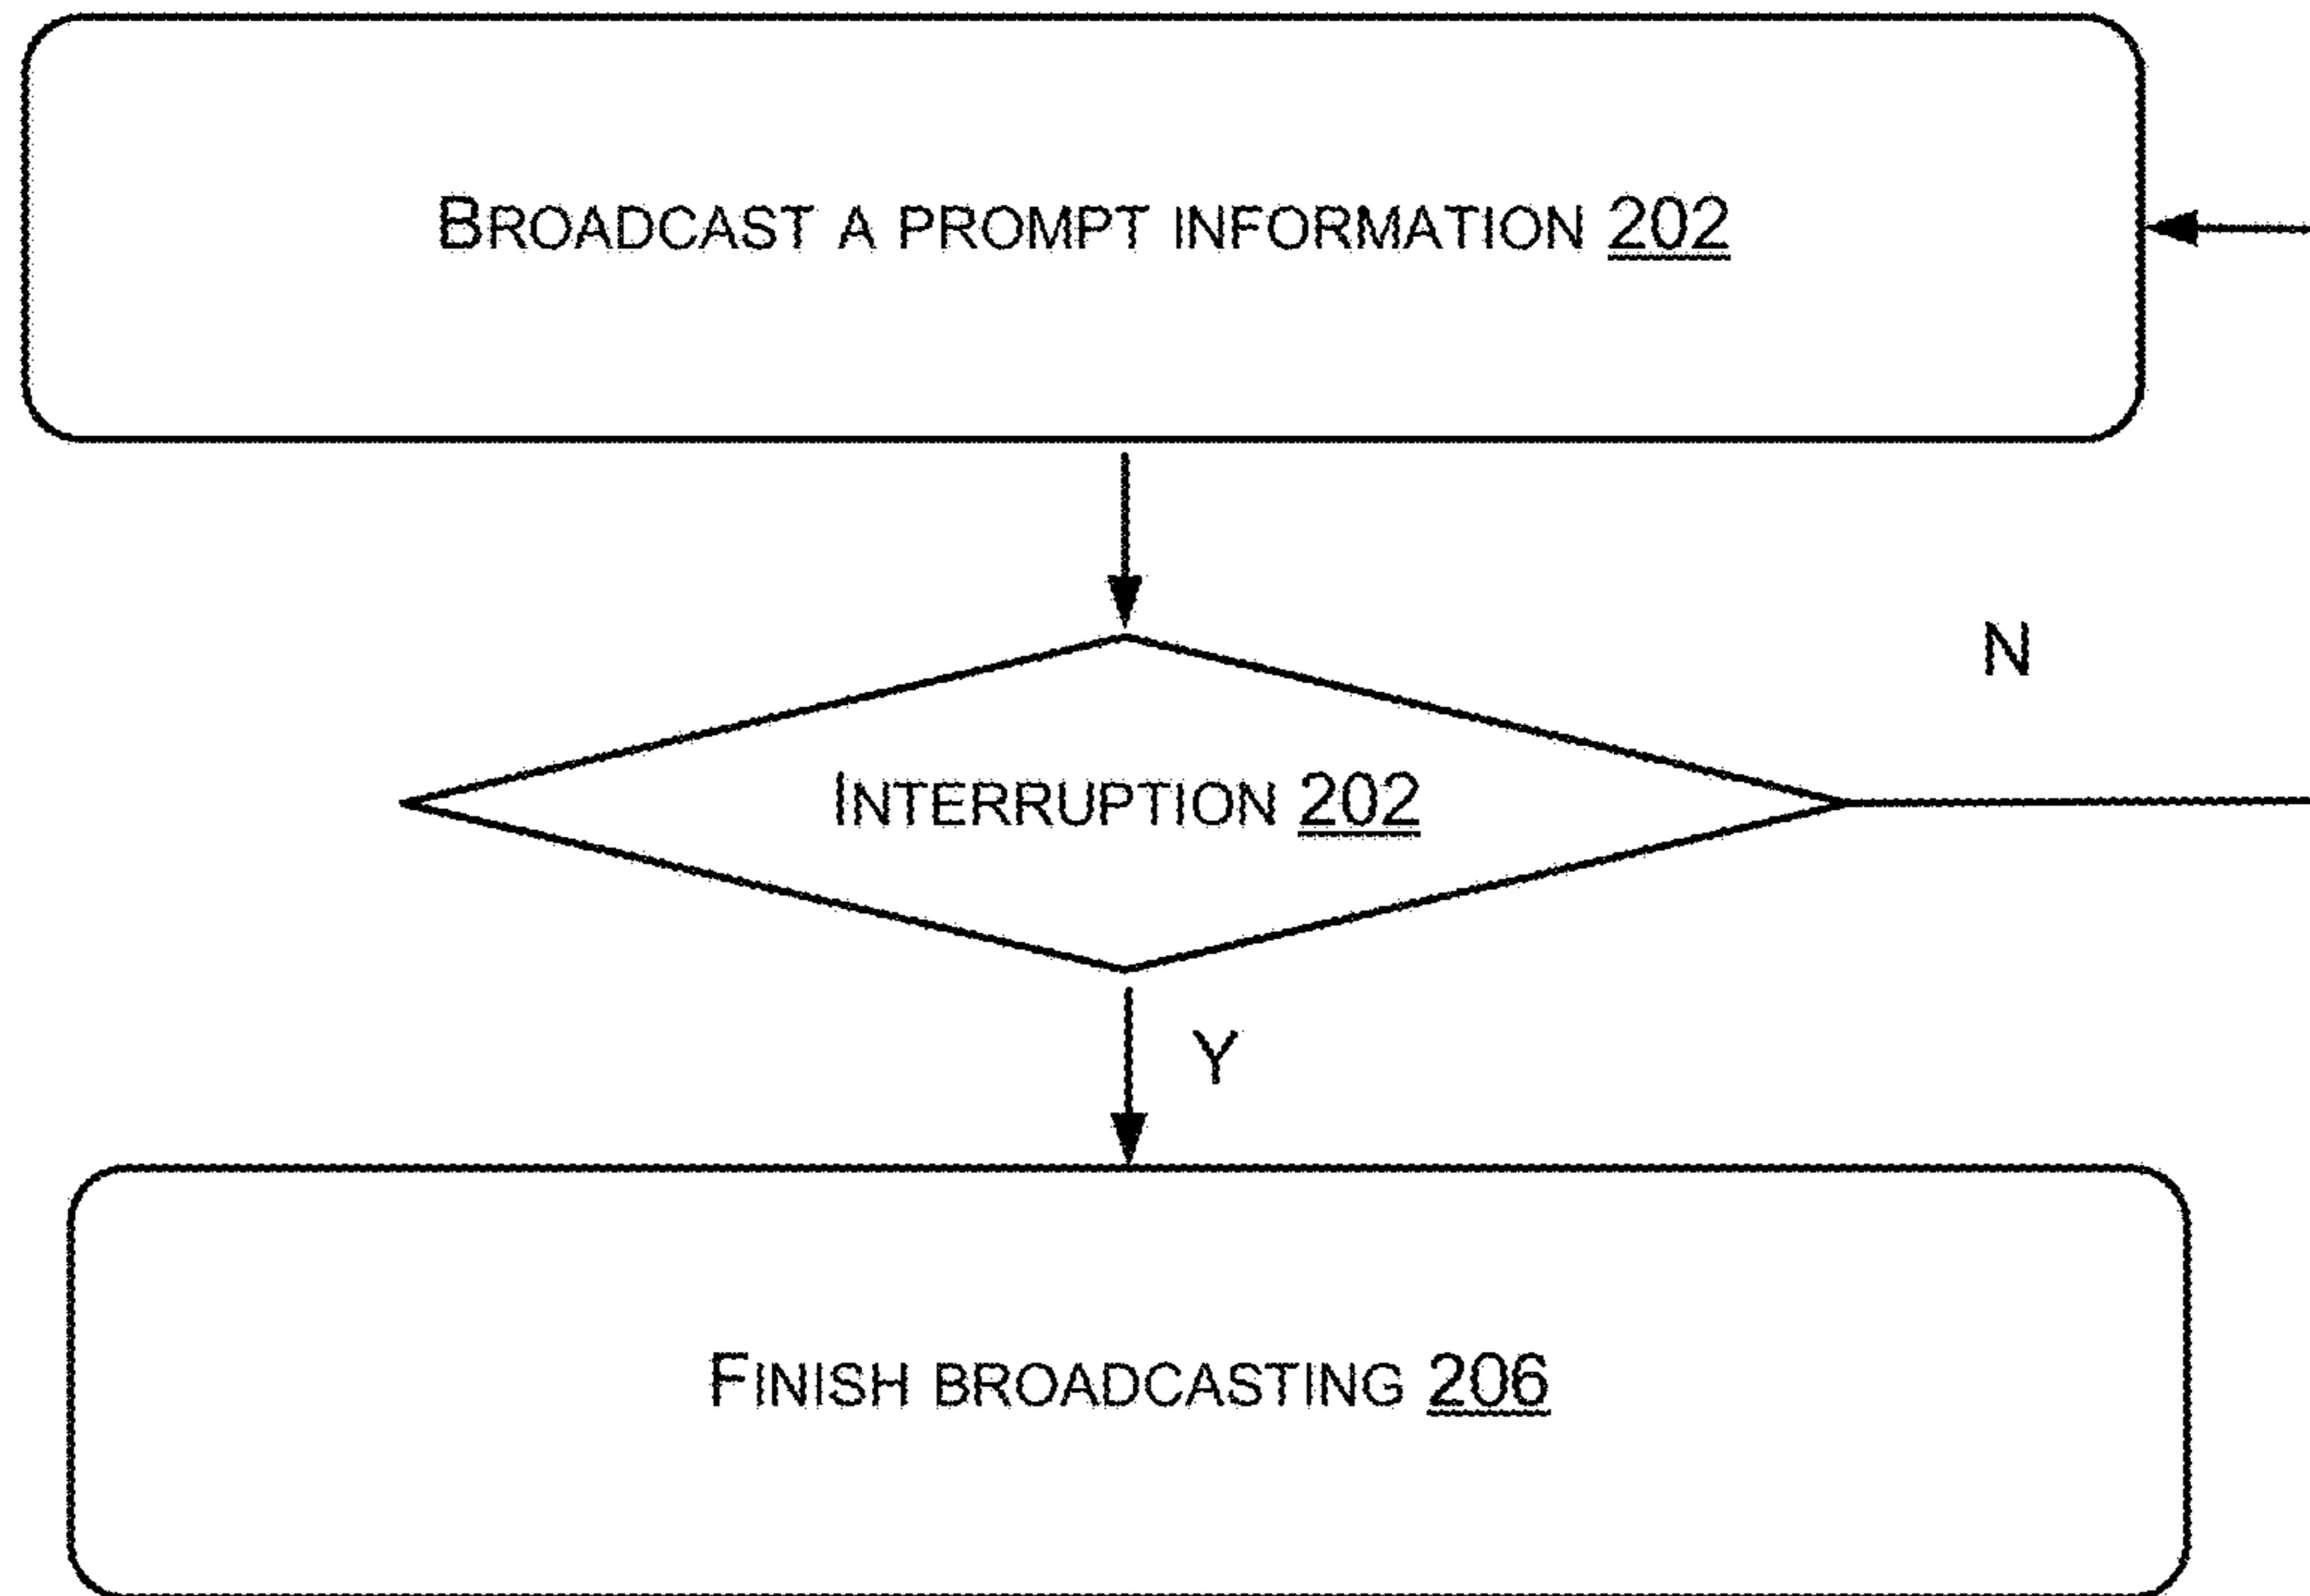 BROADCAST A PROMPT INFORMATION 202
N
INTERRUPTION 202
Y
FINISH BROADCASTING 206